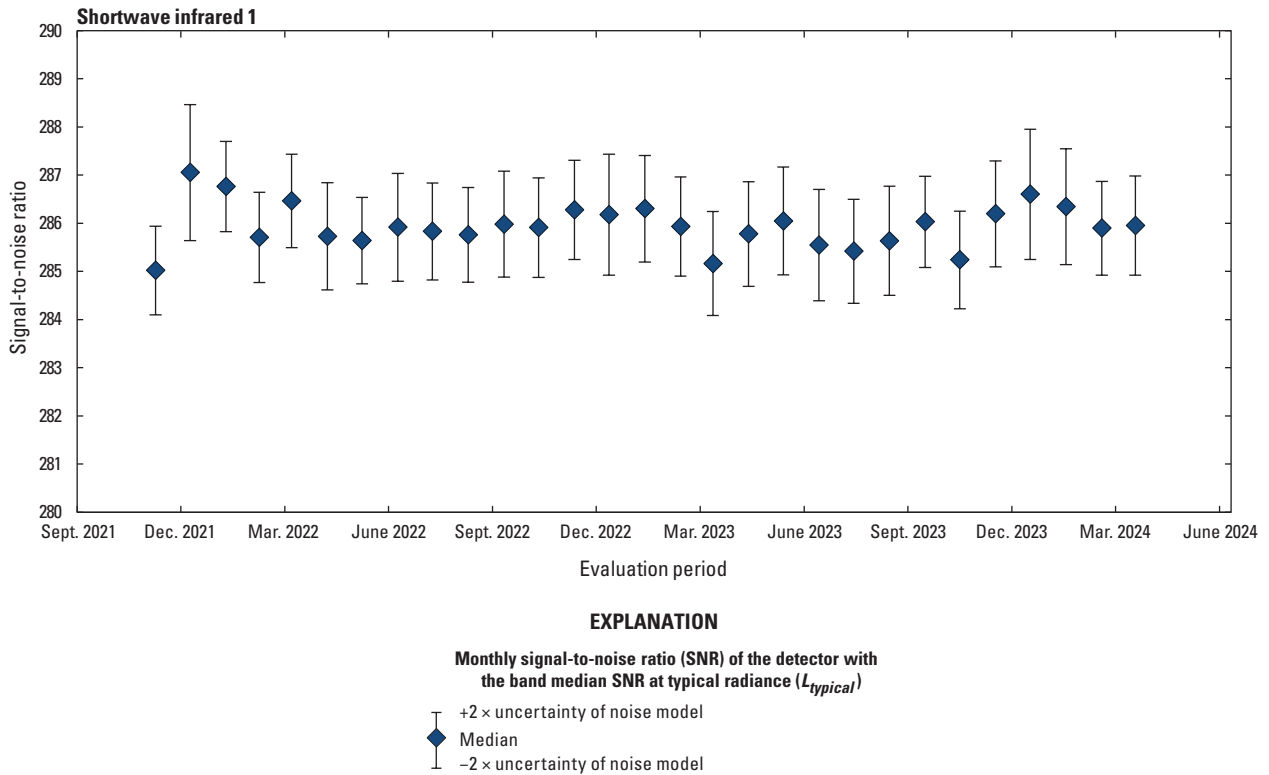 Shortwave infrared 1
290
289
288
287
286
285
284
283
282
281
280
Signal-to-noise ratio
Sept. 2021 Dec. 2021 Mar. 2022 June 2022 Sept. 2022 Dec. 2022 Mar. 2023 June 2023 Sept. 2023 Dec. 2023 Mar. 2024 June 2024
Evaluation period
EXPLANATION
Monthly signal-to-noise ratio (SNR) of the detector with
the band median SNR at typical radiance (Ltypical)
+2 × uncertainty of noise model
Median
−2 × uncertainty of noise model